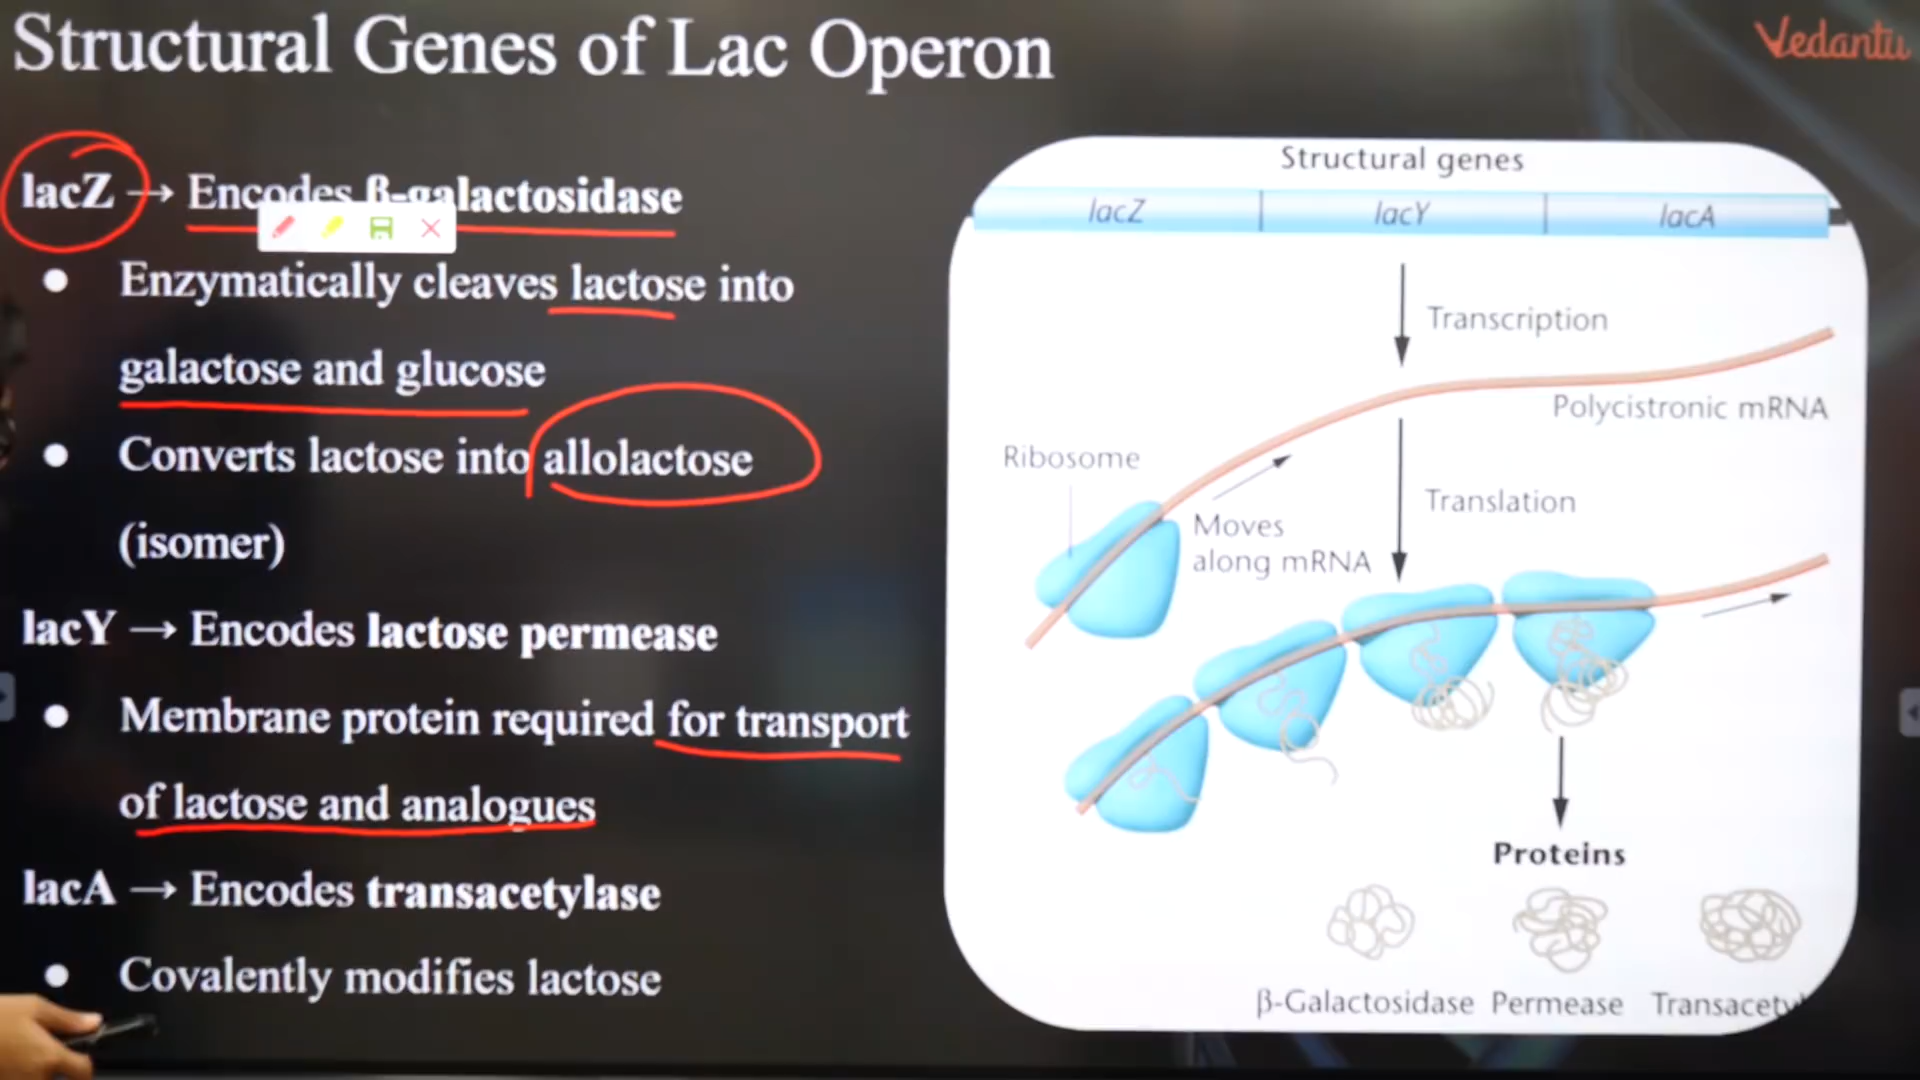 Structural Genes of Lac Operon
Vedantu
lacZ → Encodes β-galactosidase
● Enzymatically cleaves lactose into
galactose and glucose
● Converts lactose into allolactose
(isomer)
lacY → Encodes lactose permease
● Membrane protein required for transport
of lactose and analogues
lacA → Encodes transacetylase
● Covalently modifies lactose
Structural genes
lacZ lacY lacA
Transcription
Polycistronic mRNA
Ribosome
Moves
along mRNA
Translation
Proteins
β-Galactosidase Permease Transacety